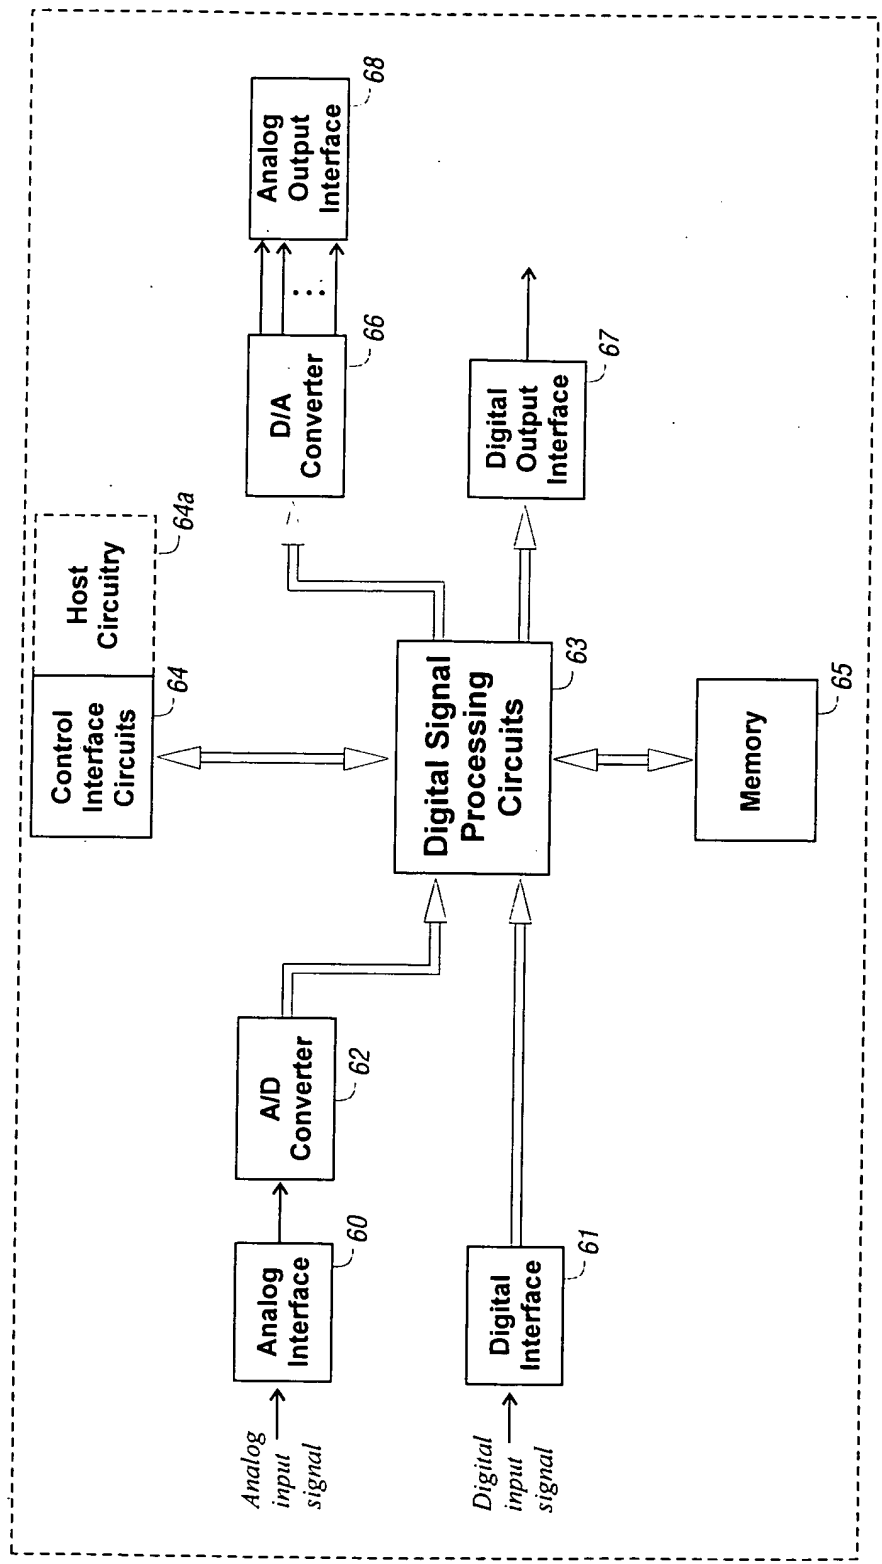 Control
Interface
Circuits
64
Host
Circuitry
64a
Analog
input
signal
Analog
Interface
60
A/D
Converter
62
D/A
Converter
66
Analog
Output
Interface
68
Digital Signal
Processing
Circuits
63
Digital
input
signal
Digital
Interface
61
Digital
Output
Interface
67
Memory
65